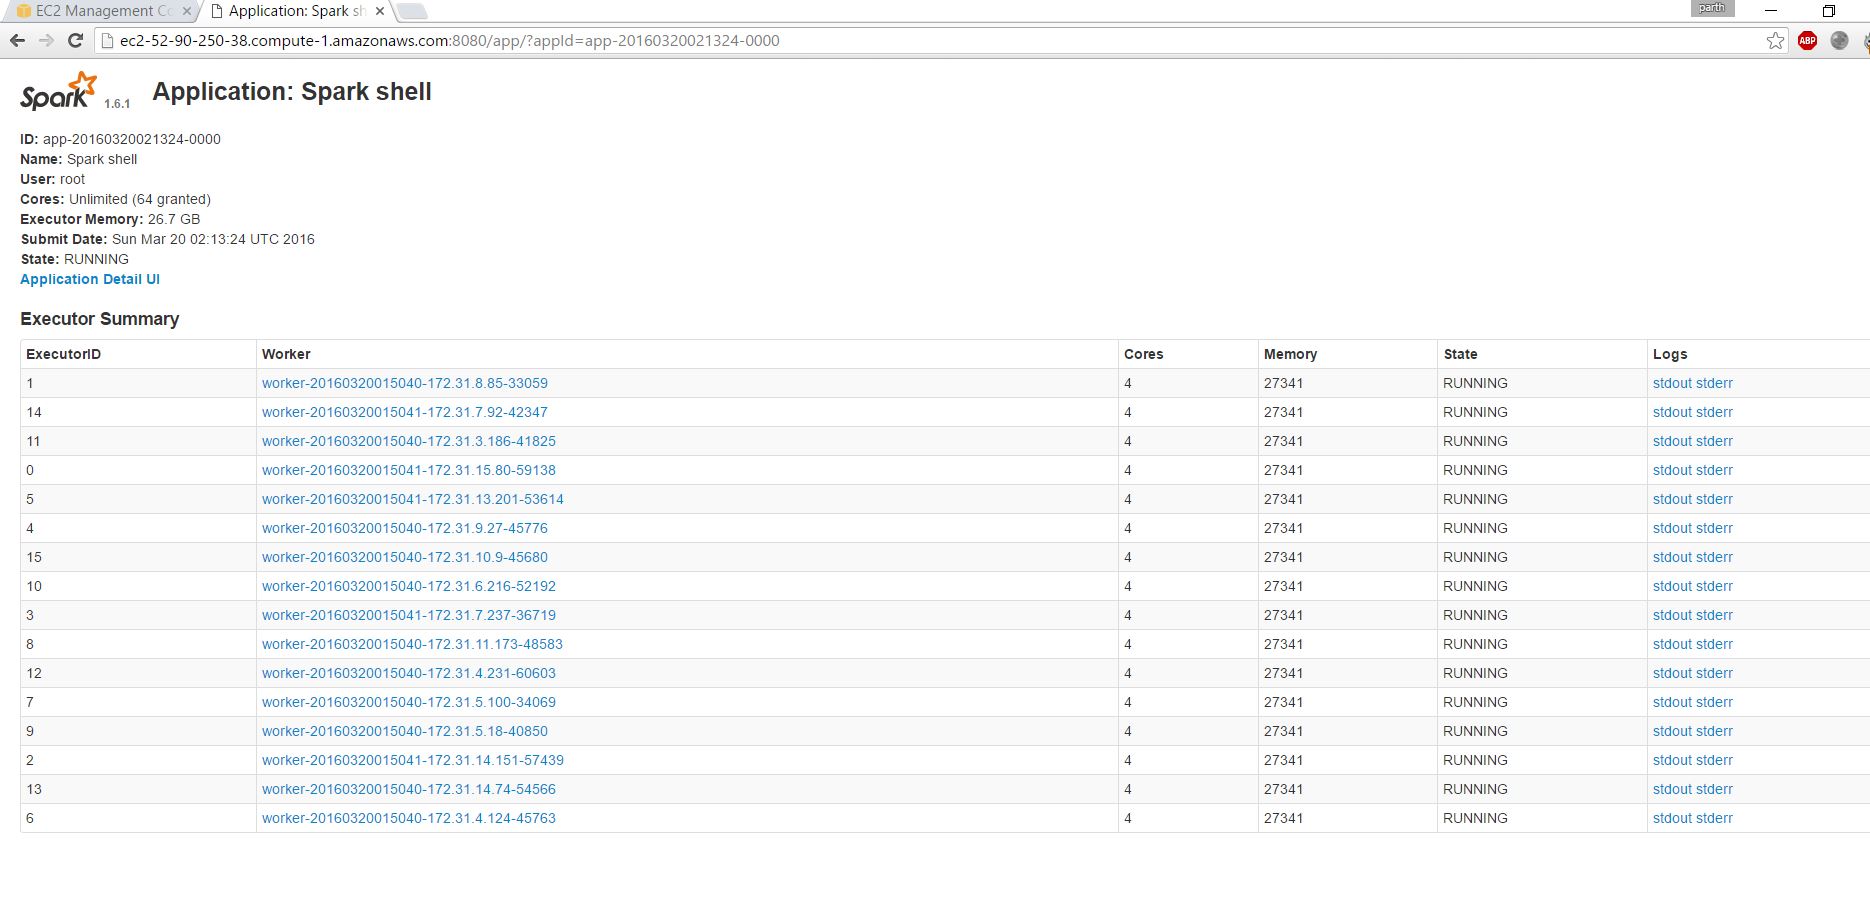 EC2 Management Co
Application: Spark sh
parth
ec2-52-90-250-38.compute-1.amazonaws.com:8080/app/?appId=app-20160320021324-0000
ABP
Spark 1.6.1 Application: Spark shell
ID: app-20160320021324-0000
Name: Spark shell
User: root
Cores: Unlimited (64 granted)
Executor Memory: 26.7 GB
Submit Date: Sun Mar 20 02:13:24 UTC 2016
State: RUNNING
Application Detail UI
Executor Summary
ExecutorID Worker Cores Memory State Logs
1 worker-20160320015040-172.31.8.85-33059 4 27341 RUNNING stdout stderr
14 worker-20160320015041-172.31.7.92-42347 4 27341 RUNNING stdout stderr
11 worker-20160320015040-172.31.3.186-41825 4 27341 RUNNING stdout stderr
0 worker-20160320015041-172.31.15.80-59138 4 27341 RUNNING stdout stderr
5 worker-20160320015041-172.31.13.201-53614 4 27341 RUNNING stdout stderr
4 worker-20160320015040-172.31.9.27-45776 4 27341 RUNNING stdout stderr
15 worker-20160320015040-172.31.10.9-45680 4 27341 RUNNING stdout stderr
10 worker-20160320015040-172.31.6.216-52192 4 27341 RUNNING stdout stderr
3 worker-20160320015041-172.31.7.237-36719 4 27341 RUNNING stdout stderr
8 worker-20160320015040-172.31.11.173-48583 4 27341 RUNNING stdout stderr
12 worker-20160320015040-172.31.4.231-60603 4 27341 RUNNING stdout stderr
7 worker-20160320015040-172.31.5.100-34069 4 27341 RUNNING stdout stderr
9 worker-20160320015040-172.31.5.18-40850 4 27341 RUNNING stdout stderr
2 worker-20160320015041-172.31.14.151-57439 4 27341 RUNNING stdout stderr
13 worker-20160320015040-172.31.14.74-54566 4 27341 RUNNING stdout stderr
6 worker-20160320015040-172.31.4.124-45763 4 27341 RUNNING stdout stderr